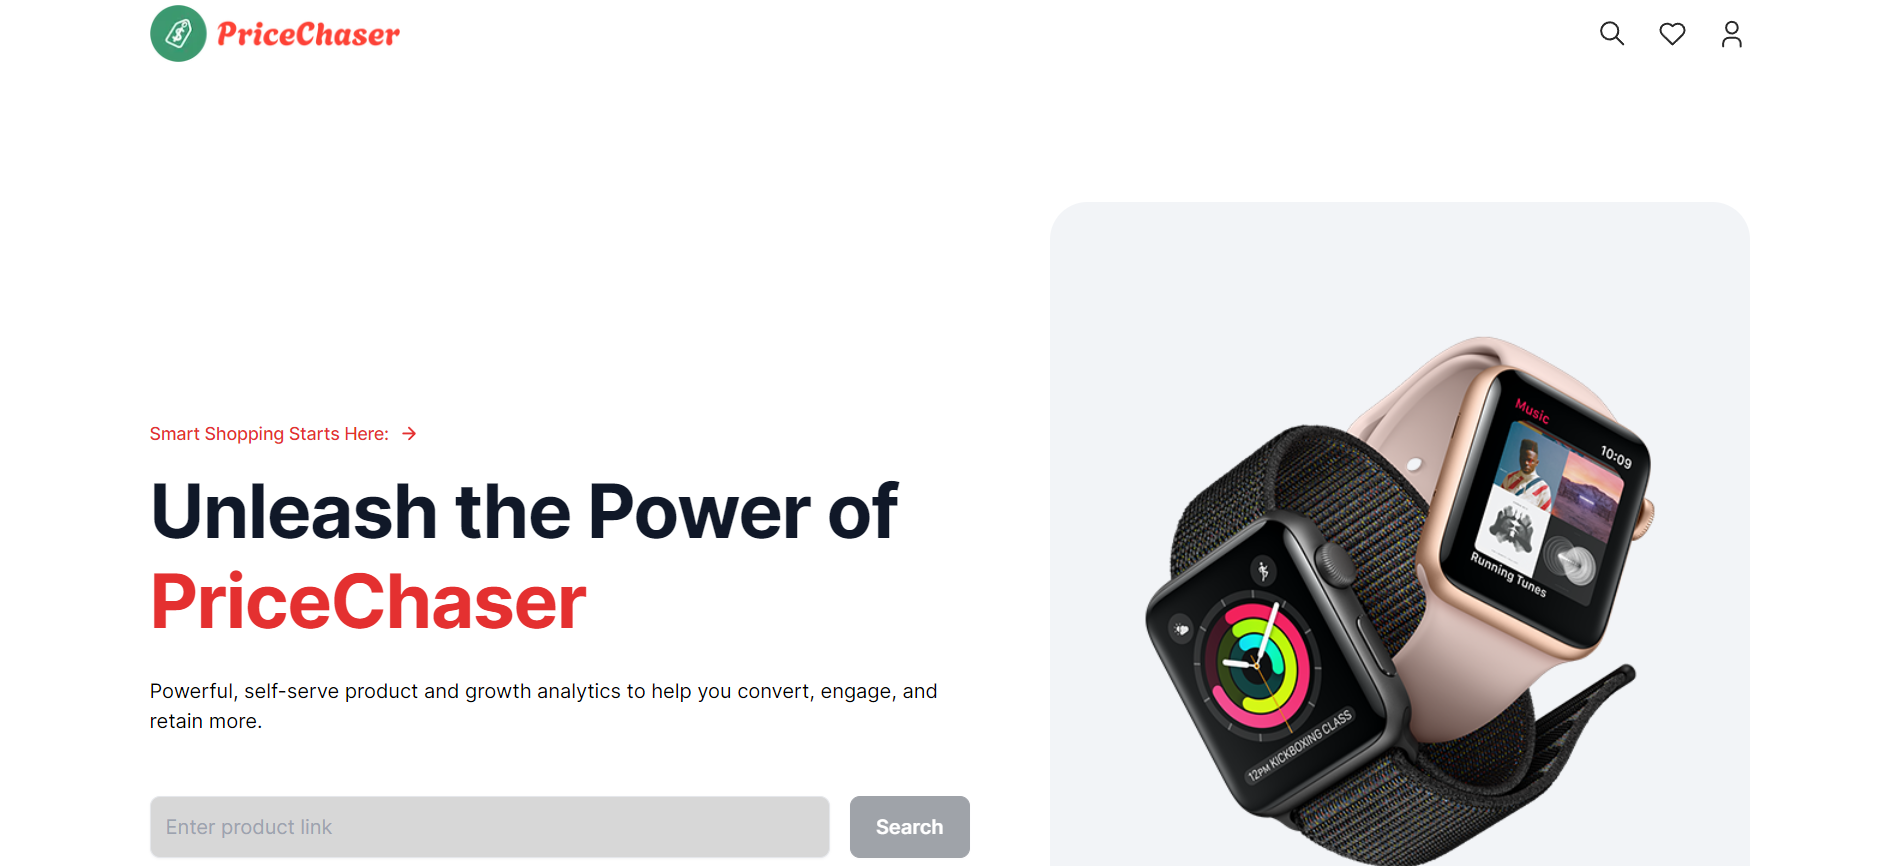 PriceChaser
Smart Shopping Starts Here:
Unleash the Power of
PriceChaser
Powerful, self-serve product and growth analytics to help you convert, engage, and
retain more.
Enter product link
Search
Music
10:09
Running Tunes
12PM KICKBOXING CLASS